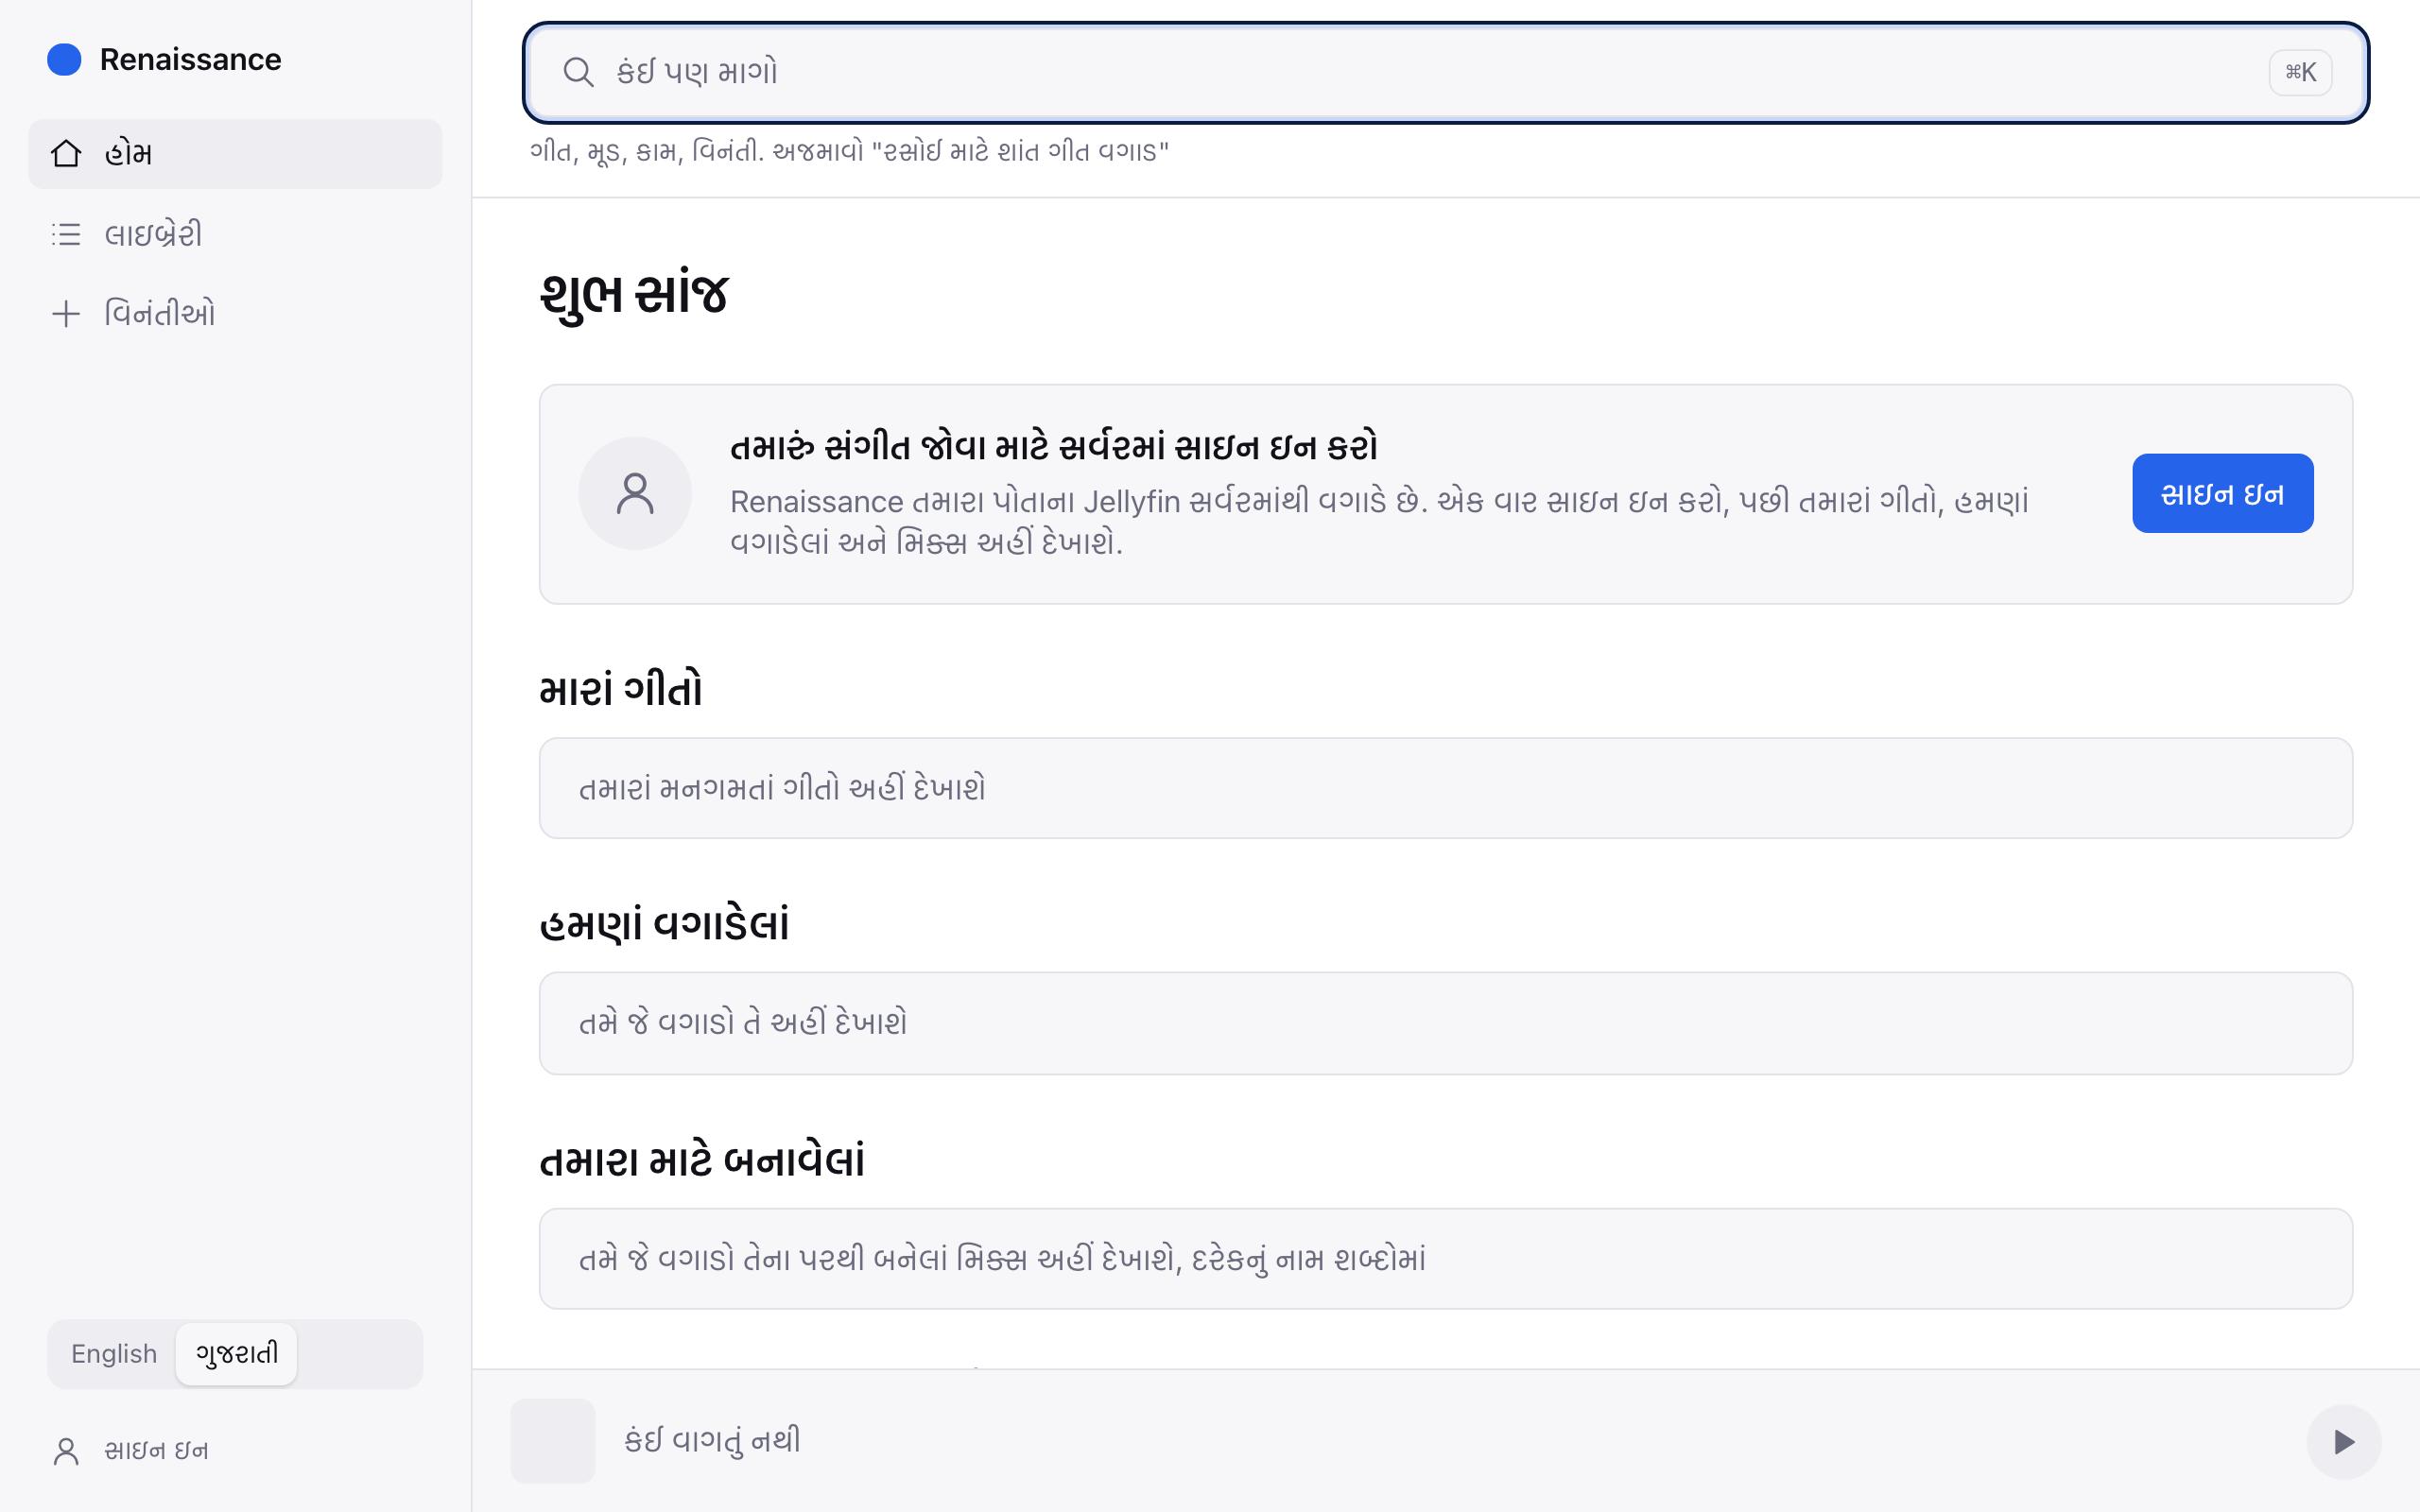 Renaissance
હોમ
લાઇબ્રેરી
વિનંતીઓ
English ગુજરાતી
સાઇન ઇન
કંઈ પણ માગો ⌘K
ગીત, મૂડ, કામ, વિનંતી. અજમાવો "રસોઈ માટે શાંત ગીત વગાડ"
શુભ સાંજ
તમારું સંગીત જોવા માટે સર્વરમાં સાઇન ઇન કરો
Renaissance તમારા પોતાના Jellyfin સર્વરમાંથી વગાડે છે. એક વાર સાઇન ઇન કરો, પછી તમારાં ગીતો, હમણાં
વગાડેલાં અને મિક્સ અહીં દેખાશે.
સાઇન ઇન
મારાં ગીતો
તમારાં મનગમતાં ગીતો અહીં દેખાશે
હમણાં વગાડેલાં
તમે જે વગાડો તે અહીં દેખાશે
તમારા માટે બનાવેલાં
તમે જે વગાડો તેના પરથી બનેલાં મિક્સ અહીં દેખાશે, દરેકનું નામ શબ્દોમાં
કંઈ વાગતું નથી